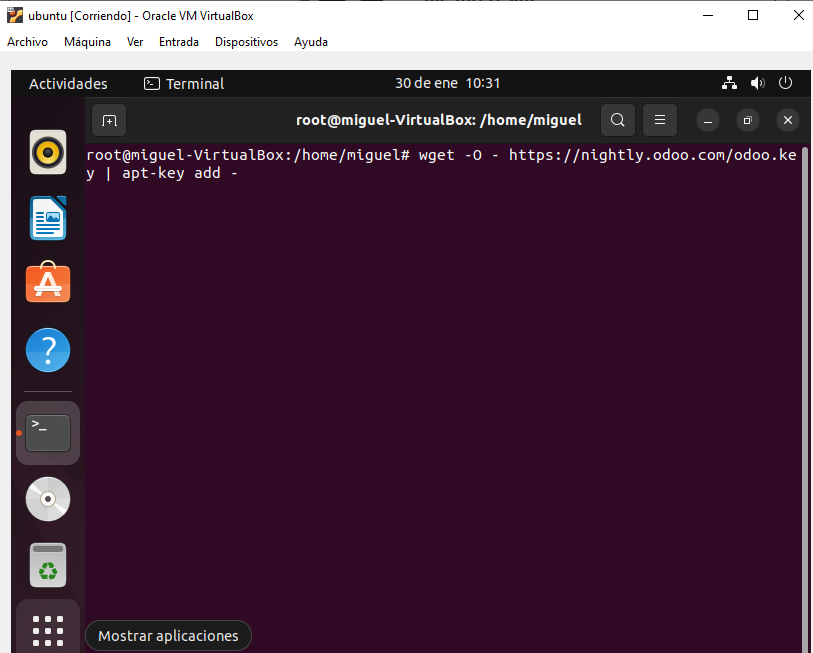 ubuntu [Corriendo] - Oracle VM VirtualBox
Archivo Máquina Ver Entrada Dispositivos Ayuda
Actividades Terminal 30 de ene 10:31
root@miguel-VirtualBox: /home/miguel
root@miguel-VirtualBox:/home/miguel# wget -O - https://nightly.odoo.com/odoo.ke
y | apt-key add -
Mostrar aplicaciones